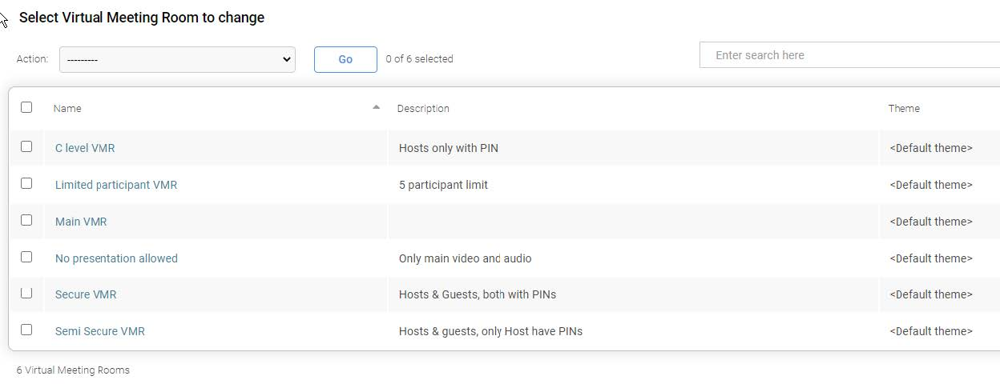 Select Virtual Meeting Room to change
Action: --------- Go 0 of 6 selected Enter search here
Name Description Theme
C level VMR Hosts only with PIN <Default theme>
Limited participant VMR 5 participant limit <Default theme>
Main VMR <Default theme>
No presentation allowed Only main video and audio <Default theme>
Secure VMR Hosts & Guests, both with PINs <Default theme>
Semi Secure VMR Hosts & guests, only Host have PINs <Default theme>
6 Virtual Meeting Rooms